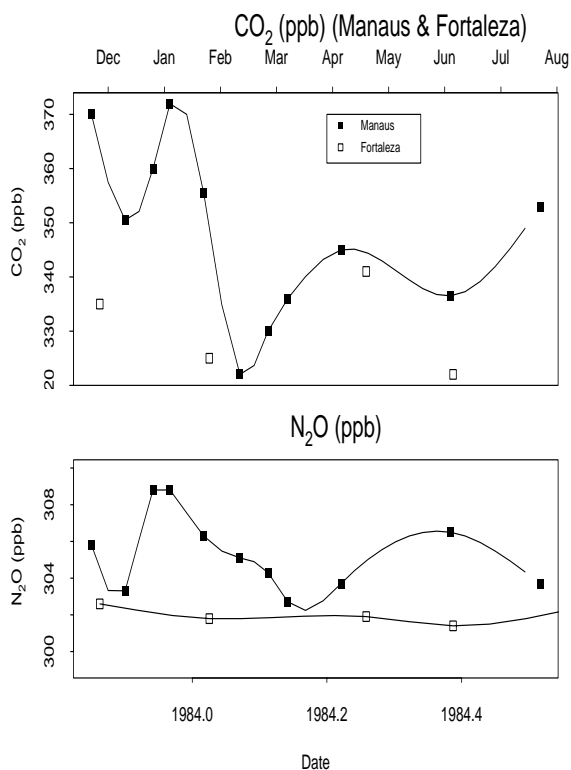 CO₂ (ppb) (Manaus & Fortaleza)
Dec Jan Feb Mar Apr May Jun Jul Aug
CO₂ (ppb)
370
360
350
340
330
20
Manaus
Fortaleza
N₂O (ppb)
N₂O (ppb)
308
304
300
1984.0 1984.2 1984.4
Date